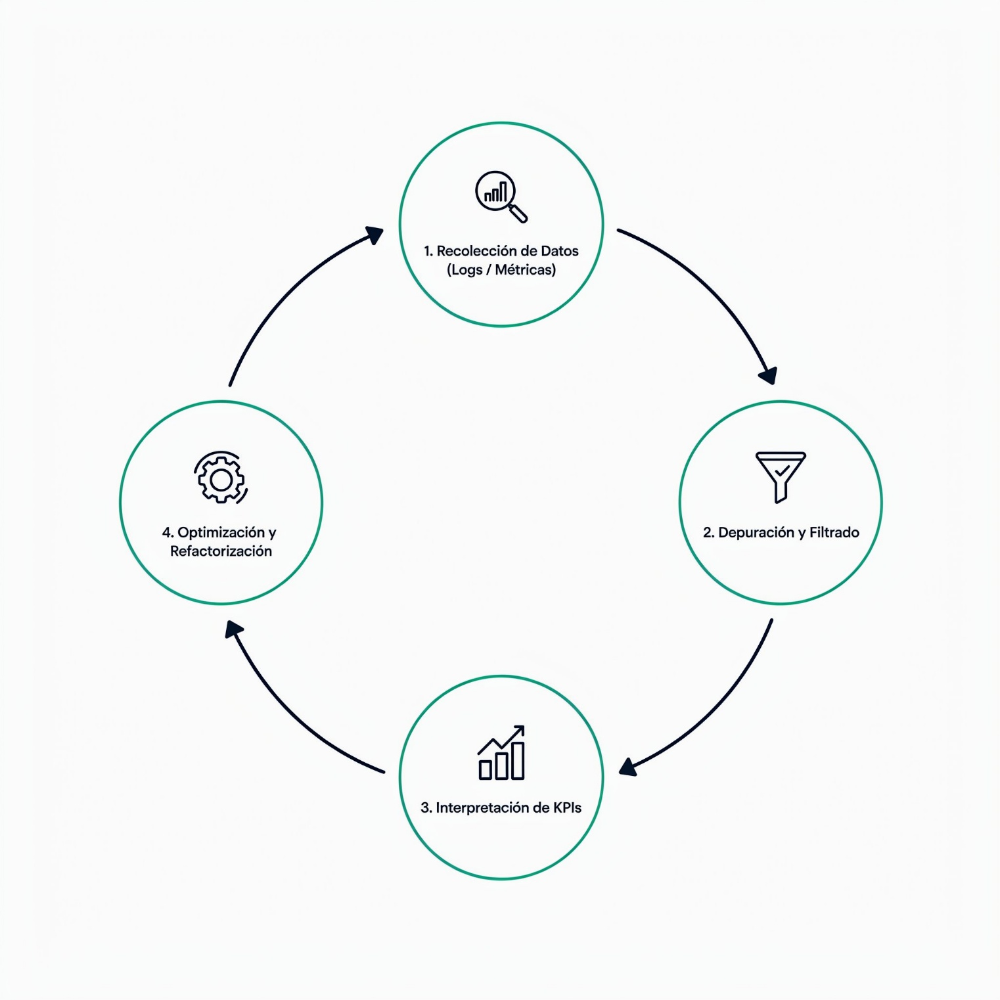 1. Recolección de Datos
(Logs / Métricas)
2. Depuración y Filtrado
3. Interpretación de KPIs
4. Optimización y
Refactorización